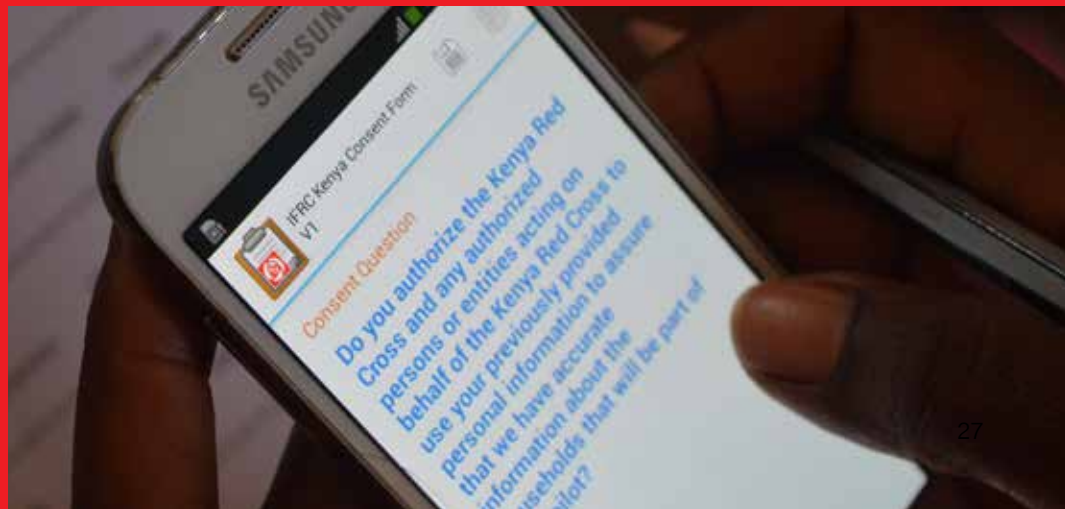 SAMSUNG
IFRC Kenya Consent Form
V1
Consent Question
Do you authorize the Kenya Red
Cross and any authorized
persons or entities acting on
behalf of the Kenya Red Cross to
use your previously provided
personal information to assure
that we have accurate
information about the
useholds that will be part of
ilot?
27